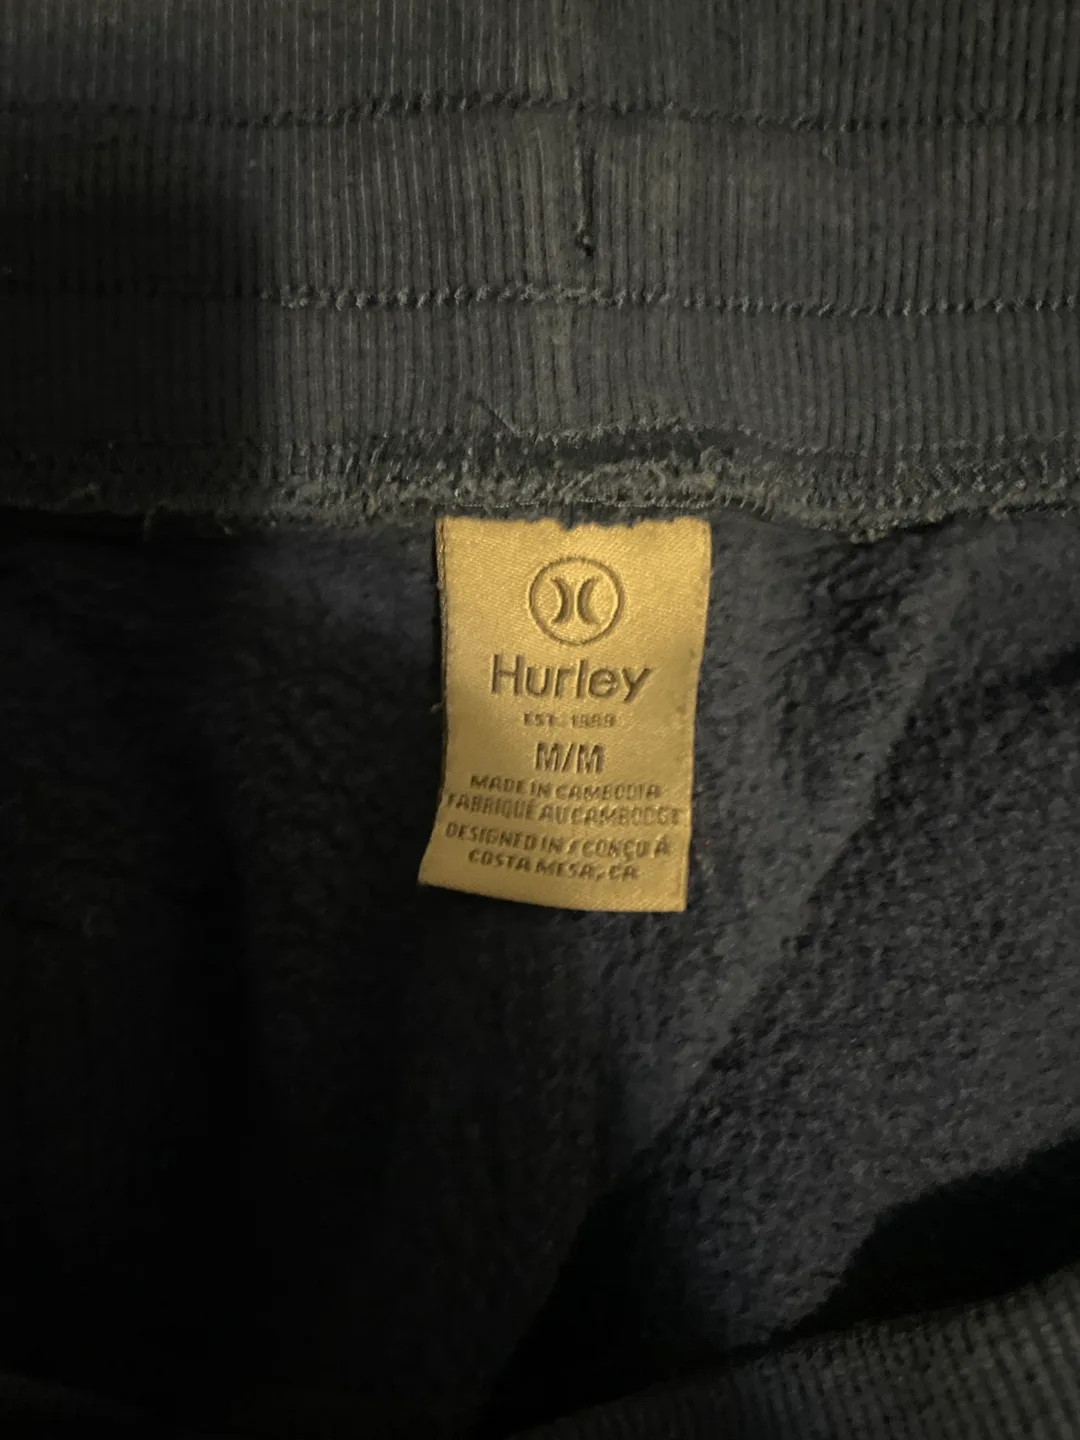 Hurley
EST. 1999
M/M
MADE IN CAMBODIA
FABRIQUÉ AU CAMBODGE
DESIGNED IN / CONÇU À
COSTA MESA, CA